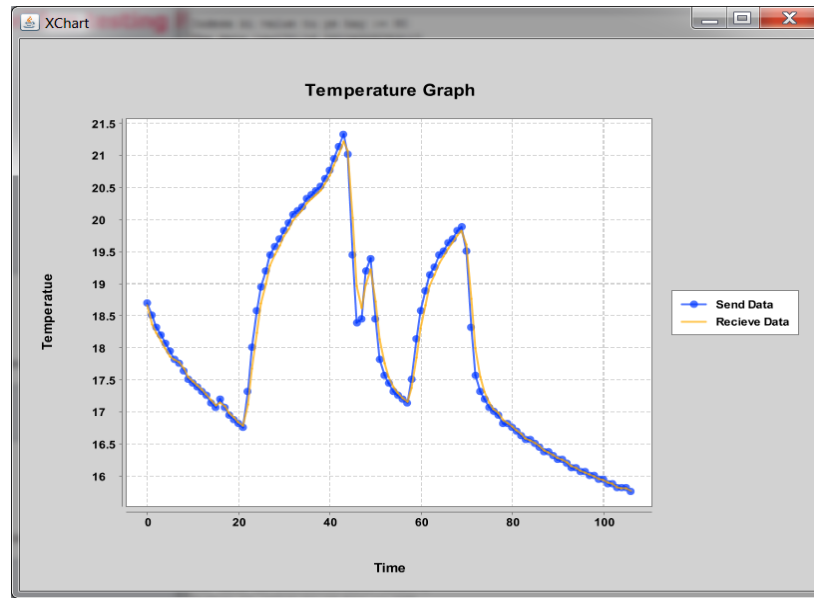 XChart
Temperature Graph
21.5
21
20.5
20
19.5
19
18.5
18
17.5
17
16.5
16
Temperatue
0 20 40 60 80 100
Time
Send Data
Recieve Data